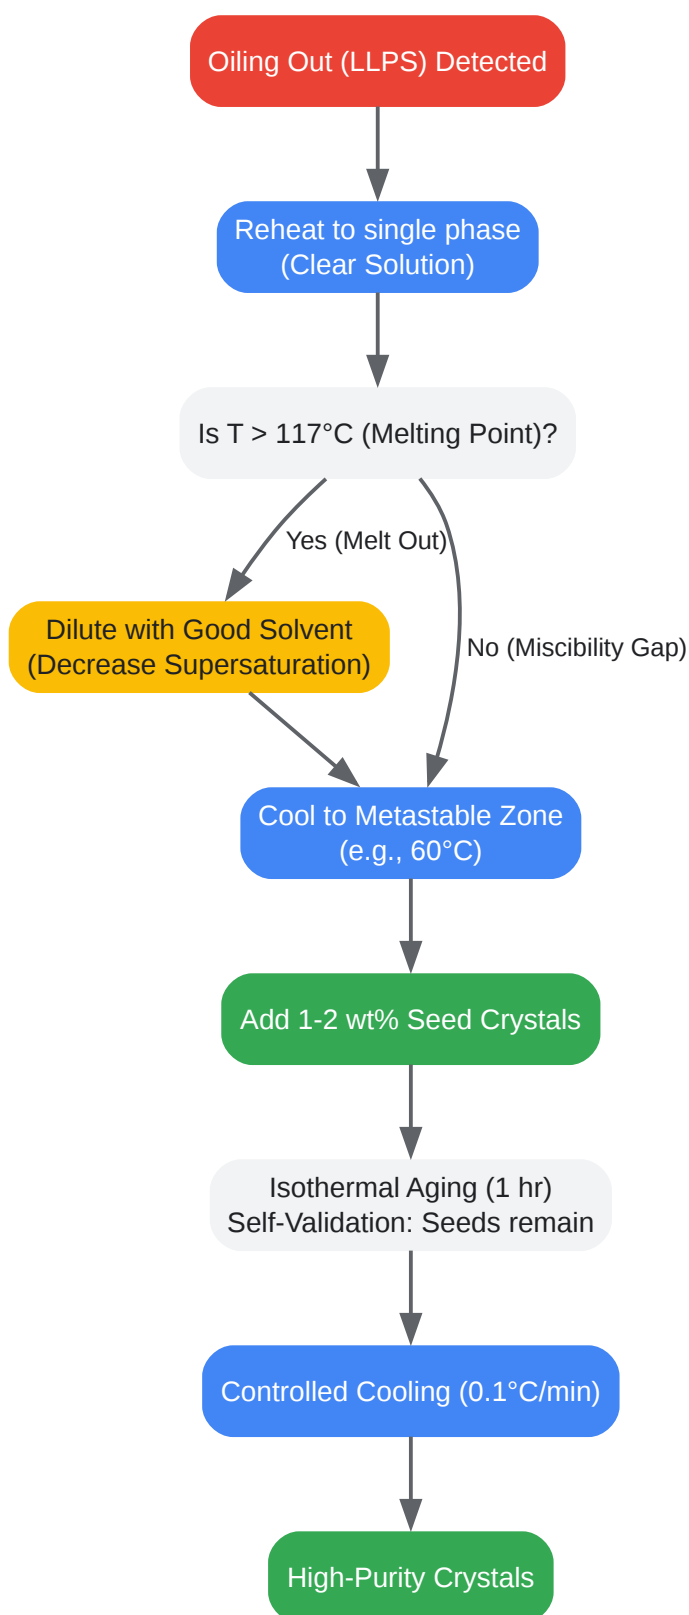 Oiling Out (LLPS) Detected
Reheat to single phase
(Clear Solution)
Is T > 117°C (Melting Point)?
Yes (Melt Out)
Dilute with Good Solvent
(Decrease Supersaturation)
No (Miscibility Gap)
Cool to Metastable Zone
(e.g., 60°C)
Add 1-2 wt% Seed Crystals
Isothermal Aging (1 hr)
Self-Validation: Seeds remain
Controlled Cooling (0.1°C/min)
High-Purity Crystals